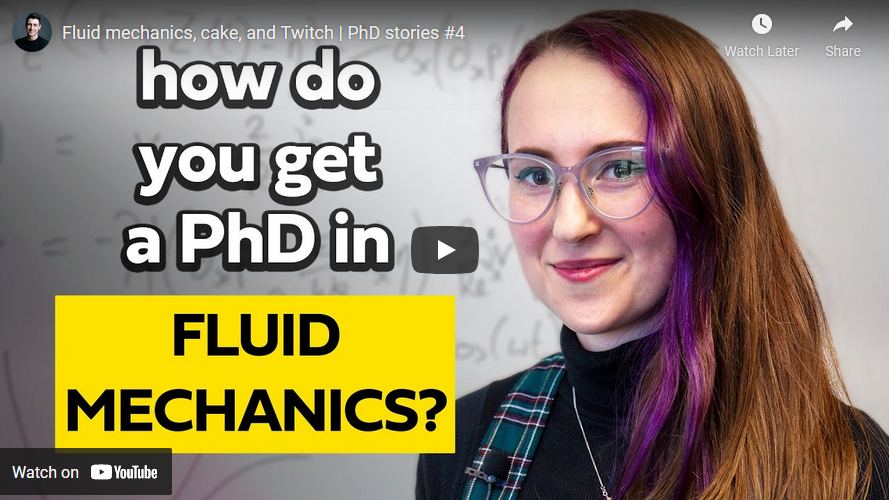 Fluid mechanics, cake, and Twitch | PhD stories #4
Watch Later
Share
how do
you get
a PhD in
FLUID
MECHANICS?
Watch on YouTube